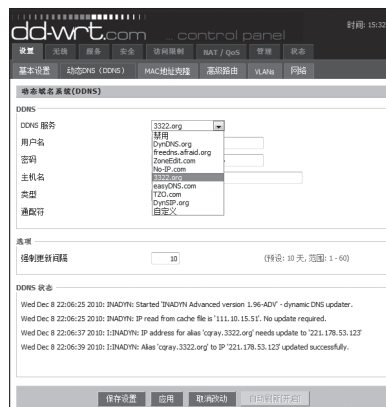 dd-wrt.com ... control panel
时间: 15:32
设置 无线 服务 安全 访问限制 NAT / QoS 管理 状态
基本设置 动态DNS (DDNS) MAC地址克隆 高级路由 VLANs 网络
动态域名系统(DDNS)
DDNS
DDNS 服务 3322.org
禁用
用户名 DynDNS.org
freedns.afraid.org
密码 ZoneEdit.com
No-IP.com
主机名 3322.org
easyDNS.com
类型 TZO.com
DynSIP.org
通配符 自定义
选项
强制更新间隔 10 (预设: 10 天, 范围: 1 - 60)
DDNS 状态
Wed Dec 8 22:06:25 2010: INADYN: Started 'INADYN Advanced version 1.96-ADV' - dynamic DNS updater.
Wed Dec 8 22:06:25 2010: INADYN: IP read from cache file is '111.10.15.51'. No update required.
Wed Dec 8 22:06:37 2010: I:INADYN: IP address for alias 'cqray.3322.org' needs update to '221.178.53.123'
Wed Dec 8 22:06:39 2010: I:INADYN: Alias 'cqray.3322.org' to IP '221.178.53.123' updated successfully.
保存设置 应用 取消改动 自动刷新[开启]